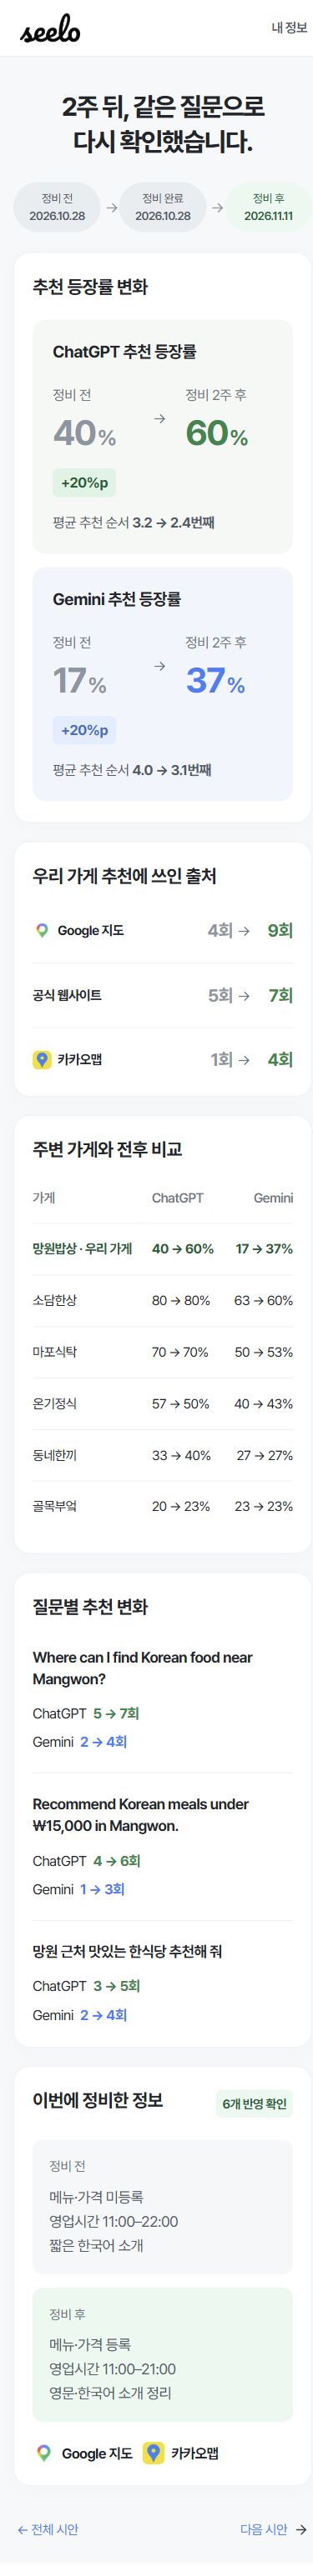 seelo
내 정보
2주 뒤, 같은 질문으로
다시 확인했습니다.
정비 전
2026.10.28
→
정비 완료
2026.10.28
→
정비 후
2026.11.11
추천 등장률 변화
ChatGPT 추천 등장률
정비 전
40%
→
정비 2주 후
60%
+20%p
평균 추천 순서 3.2 → 2.4번째
Gemini 추천 등장률
정비 전
17%
→
정비 2주 후
37%
+20%p
평균 추천 순서 4.0 → 3.1번째
우리 가게 추천에 쓰인 출처
Google 지도 4회 → 9회
공식 웹사이트 5회 → 7회
카카오맵 1회 → 4회
주변 가게와 전후 비교
가게 ChatGPT Gemini
망원밥상 · 우리 가게 40 → 60% 17 → 37%
소담한상 80 → 80% 63 → 60%
마포식탁 70 → 70% 50 → 53%
온기정식 57 → 50% 40 → 43%
동네한끼 33 → 40% 27 → 27%
골목부엌 20 → 23% 23 → 23%
질문별 추천 변화
Where can I find Korean food near
Mangwon?
ChatGPT 5 → 7회
Gemini 2 → 4회
Recommend Korean meals under
₩15,000 in Mangwon.
ChatGPT 4 → 6회
Gemini 1 → 3회
망원 근처 맛있는 한식당 추천해 줘
ChatGPT 3 → 5회
Gemini 2 → 4회
이번에 정비한 정보
6개 반영 확인
정비 전
메뉴·가격 미등록
영업시간 11:00–22:00
짧은 한국어 소개
정비 후
메뉴·가격 등록
영업시간 11:00–21:00
영문·한국어 소개 정리
Google 지도 카카오맵
← 전체 시안
다음 시안 →